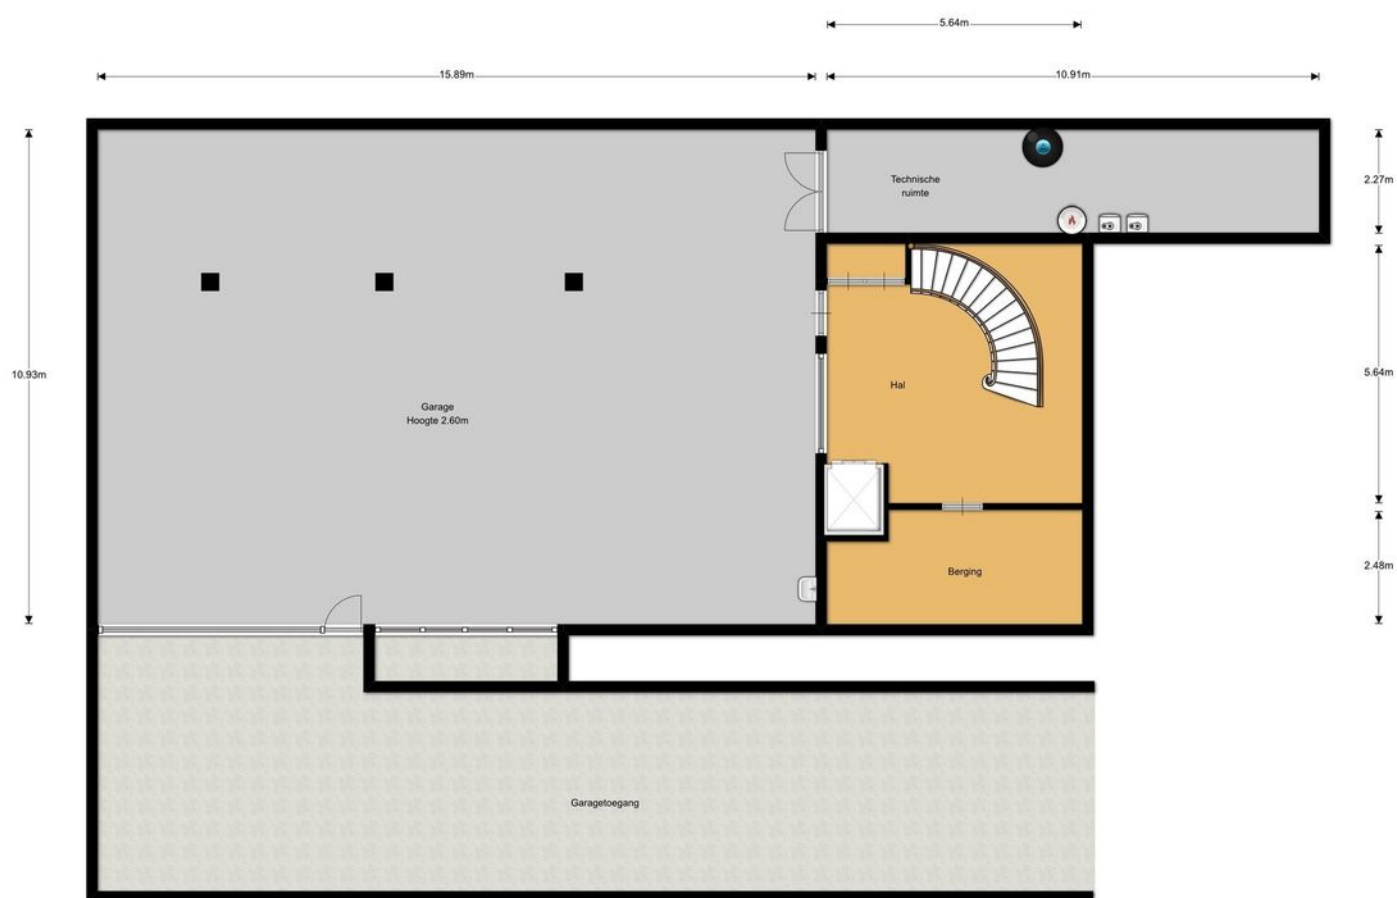 5.64m
15.89m
10.91m
2.27m
Technische
ruimte
5.64m
10.93m
Hal
Garage
Hoogte 2.60m
2.48m
Berging
Garagetoegang